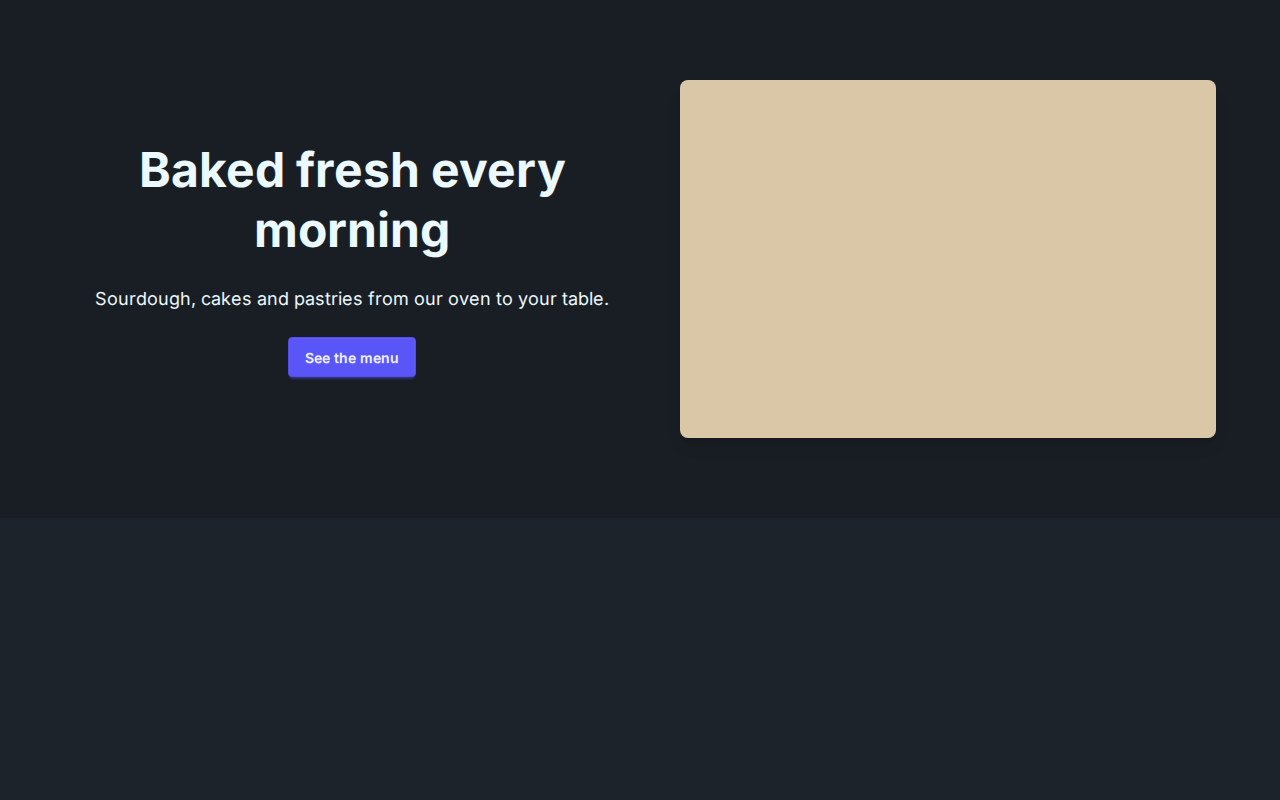 Baked fresh every
morning
Sourdough, cakes and pastries from our oven to your table.
See the menu